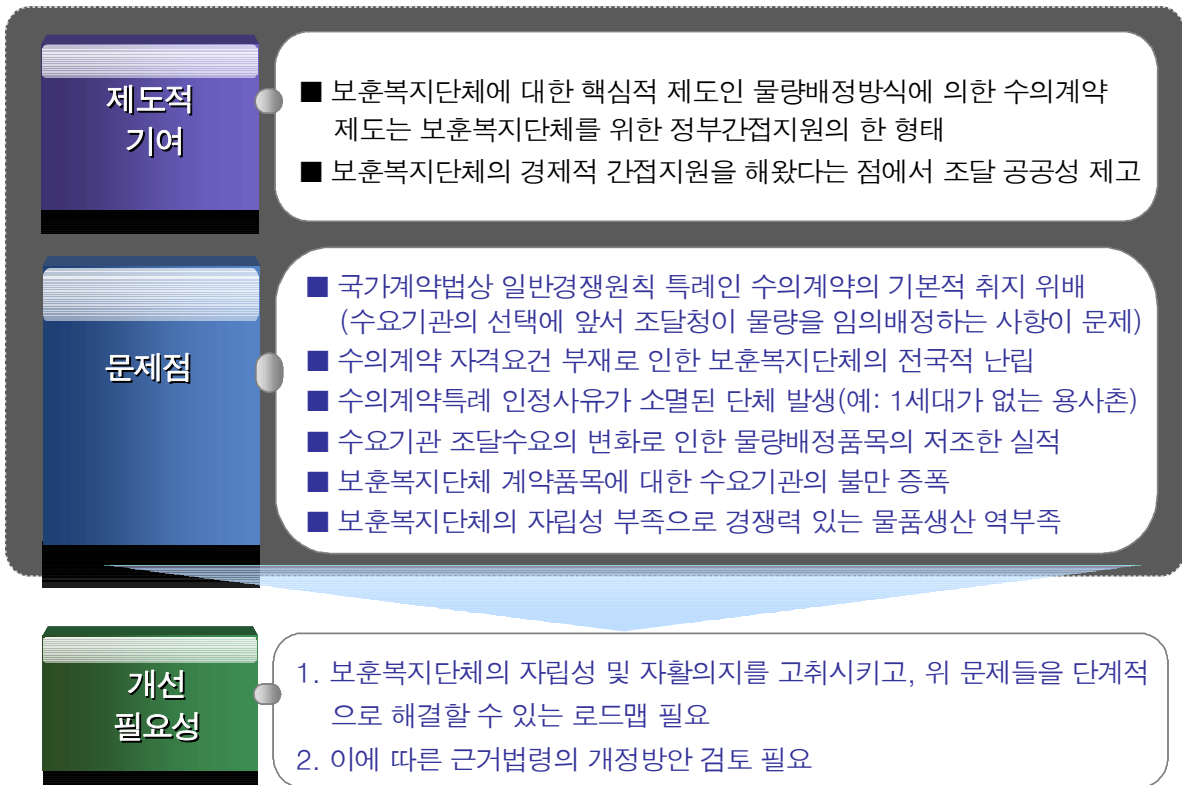 제도적
기여
■ 보훈복지단체에 대한 핵심적 제도인 물량배정방식에 의한 수의계약
제도는 보훈복지단체를 위한 정부간접지원의 한 형태
■ 보훈복지단체의 경제적 간접지원을 해왔다는 점에서 조달 공공성 제고
문제점
■ 국가계약법상 일반경쟁원칙 특례인 수의계약의 기본적 취지 위배
(수요기관의 선택에 앞서 조달청이 물량을 임의배정하는 사항이 문제)
■ 수의계약 자격요건 부재로 인한 보훈복지단체의 전국적 난립
■ 수의계약특례 인정사유가 소멸된 단체 발생(예: 1세대가 없는 용사촌)
■ 수요기관 조달수요의 변화로 인한 물량배정품목의 저조한 실적
■ 보훈복지단체 계약품목에 대한 수요기관의 불만 증폭
■ 보훈복지단체의 자립성 부족으로 경쟁력 있는 물품생산 역부족
개선
필요성
1. 보훈복지단체의 자립성 및 자활의지를 고취시키고, 위 문제들을 단계적
으로 해결할 수 있는 로드맵 필요
2. 이에 따른 근거법령의 개정방안 검토 필요